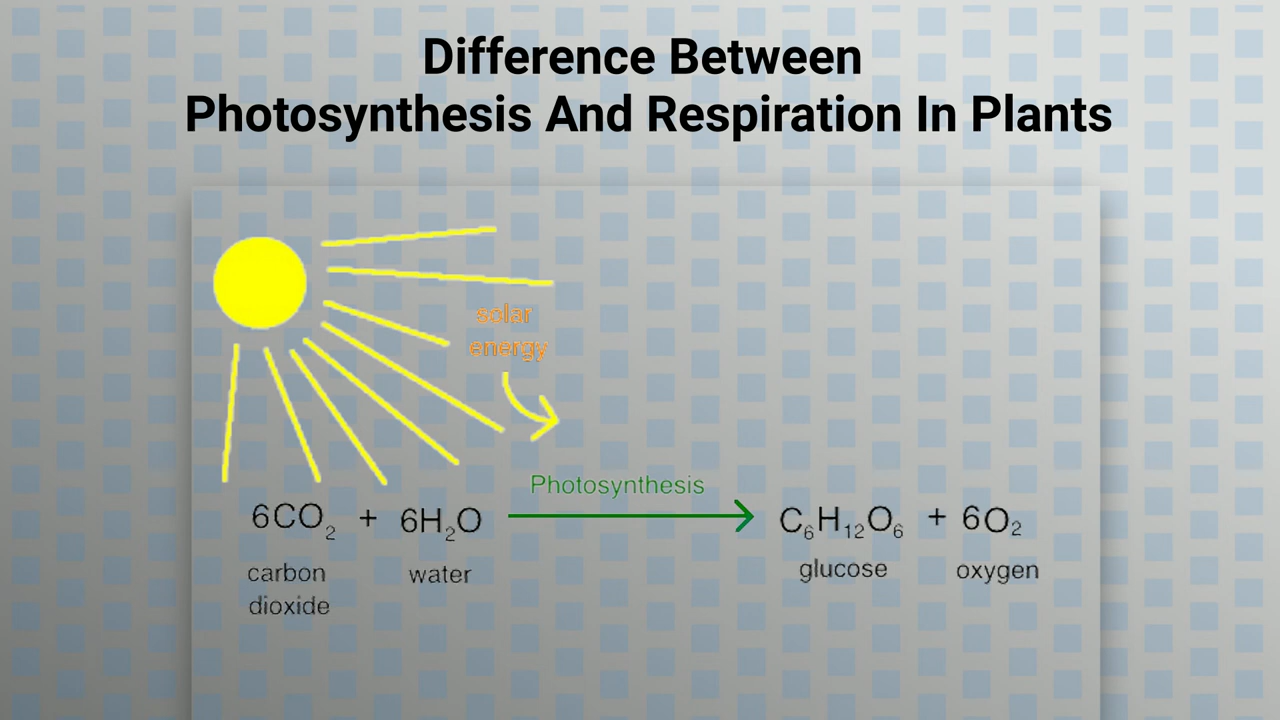 Difference Between
Photosynthesis And Respiration In Plants
solar
energy
Photosynthesis
6CO₂ + 6H₂O C₆H₁₂O₆ + 6O₂
carbon dioxide water glucose oxygen